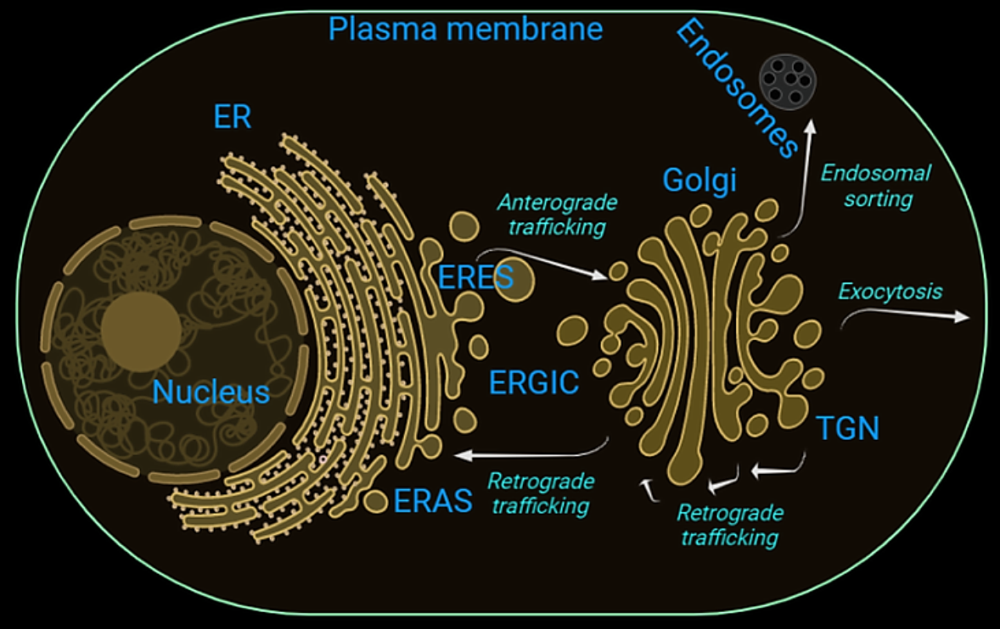 Plasma membrane
Endosomes
ER
Golgi
Endosomal
sorting
Anterograde
trafficking
ERES
Exocytosis
Nucleus
ERGIC
TGN
ERAS
Retrograde
trafficking
Retrograde
trafficking